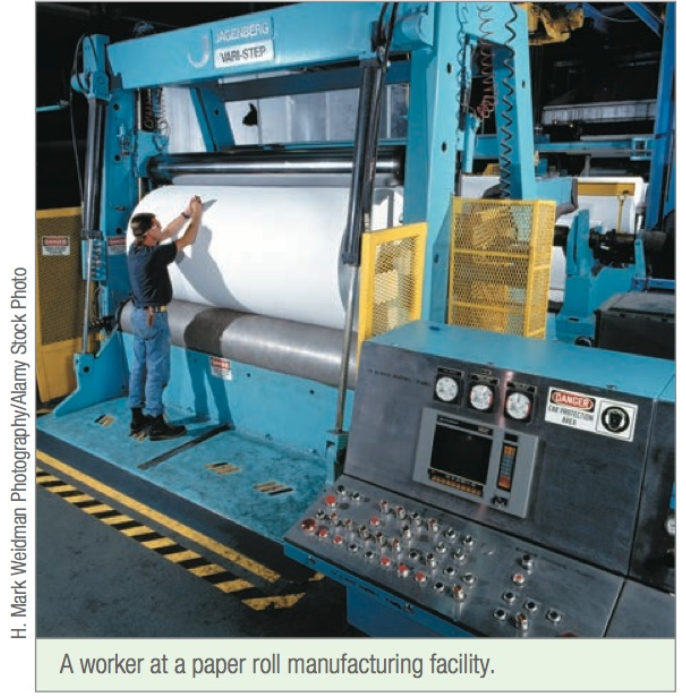 JAGENBERG
VARI-STEP
DANGER
DANGER
EAR PROTECTION
AREA
H. Mark Weidman Photography/Alamy Stock Photo
A worker at a paper roll manufacturing facility.